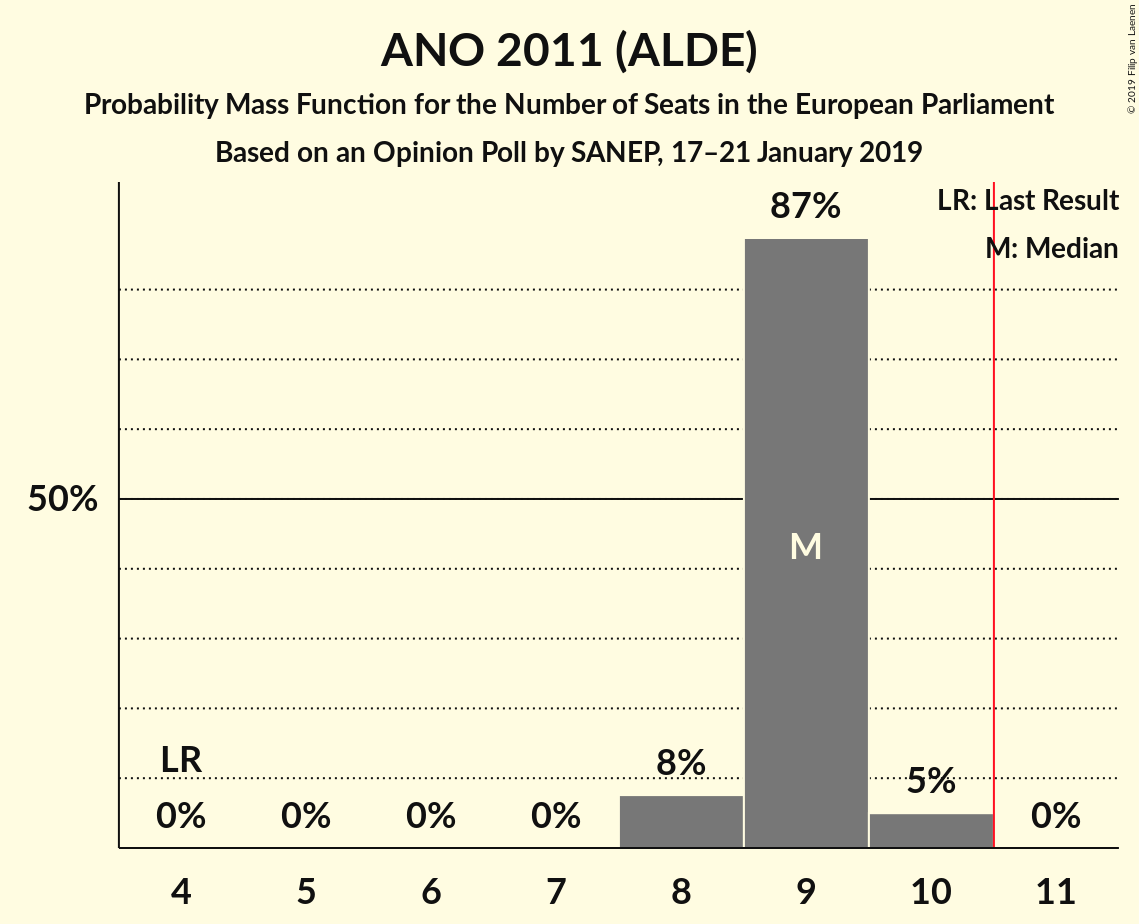 ANO 2011 (ALDE)
Probability Mass Function for the Number of Seats in the European Parliament
Based on an Opinion Poll by SANEP, 17–21 January 2019
© 2019 Filip van Laenen
LR: Last Result
M: Median
87%
50%
M
LR
0%
0%
0%
0%
8%
5%
0%
4
5
6
7
8
9
10
11